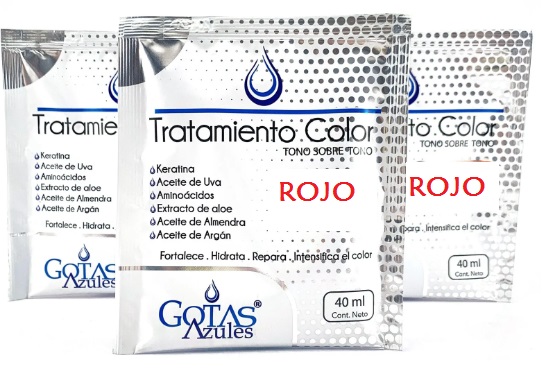 Tratamiento Color
TONO SOBRE TONO
Keratina
Aceite de Uva
Aminoácidos
Extracto de aloe
Aceite de Almendra
Aceite de Argán
ROJO
Fortalece . Hidrata . Repara . Intensifica el color
40 ml
Cont. Neto
GOTAS®
Azules
Tratamiento
Keratina
Aceite de Uva
Aminoácidos
Extracto de aloe
Aceite de Almendra
Aceite de Argán
Fortalece . Hidrata
GOTAS
Azules
Color
SOBRE TONO
ROJO
Intensifica el color
40 ml
Cont. Neto